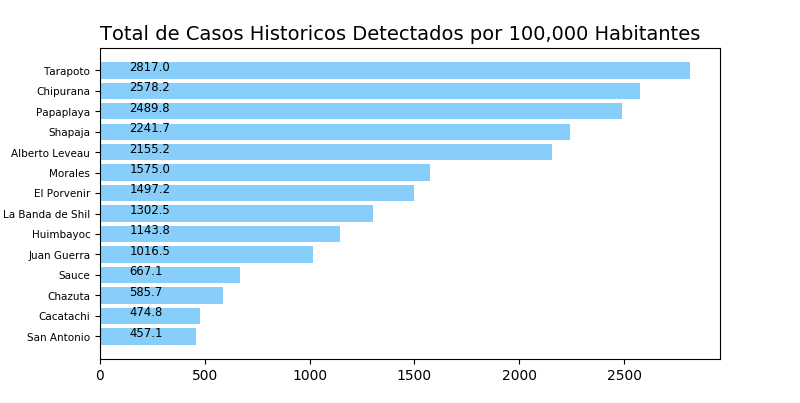 Total de Casos Historicos Detectados por 100,000 Habitantes
Tarapoto 2817.0
Chipurana 2578.2
Papaplaya 2489.8
Shapaja 2241.7
Alberto Leveau 2155.2
Morales 1575.0
El Porvenir 1497.2
La Banda de Shil 1302.5
Huimbayoc 1143.8
Juan Guerra 1016.5
Sauce 667.1
Chazuta 585.7
Cacatachi 474.8
San Antonio 457.1
0 500 1000 1500 2000 2500